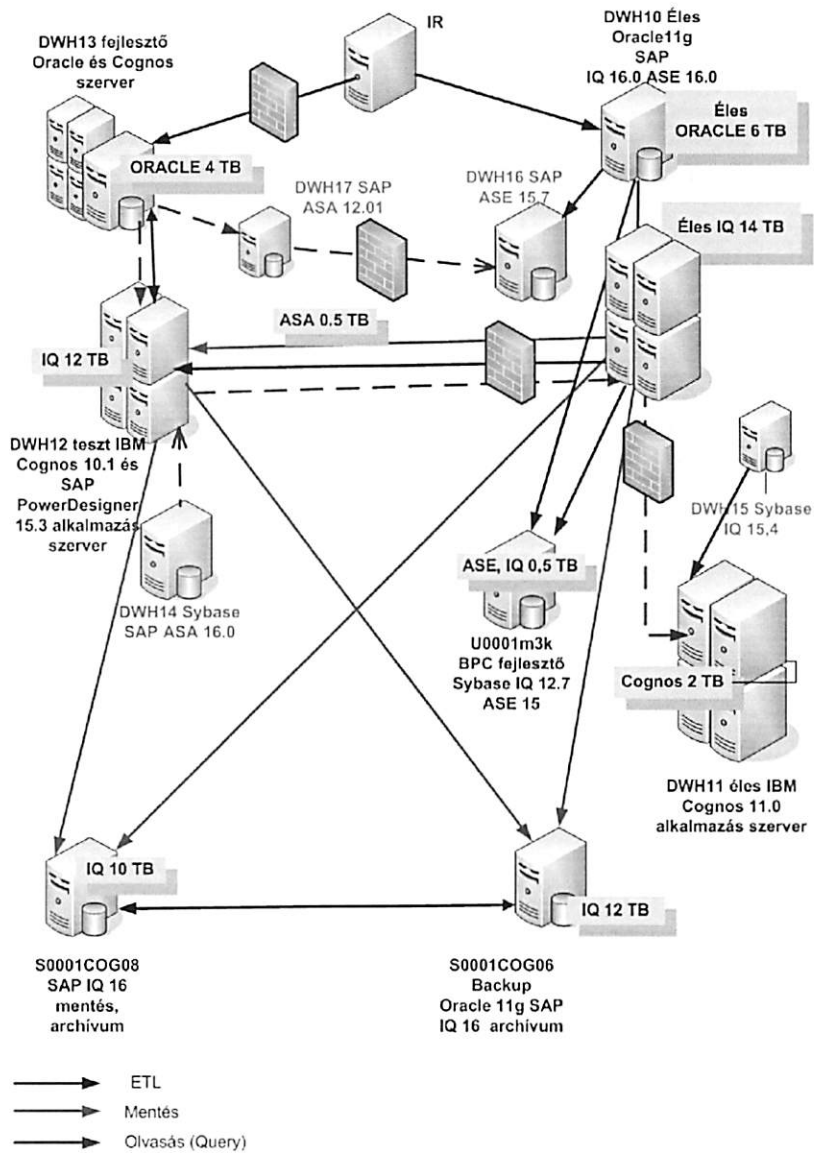 IR
DWH13 fejlesztő
Oracle és Cognos
szerver
DWH10 Éles
Oracle11g
SAP
IQ 16.0 ASE 16.0
Éles
ORACLE 6 TB
ORACLE 4 TB
DWH17 SAP
ASA 12.01
DWH16 SAP
ASE 15.7
Éles IQ 14 TB
ASA 0.5 TB
IQ 12 TB
DWH12 teszt IBM
Cognos 10.1 és
SAP
PowerDesigner
15.3 alkalmazás
szerver
DWH14 Sybase
SAP ASA 16.0
ASE, IQ 0,5 TB
U0001m3k
BPC fejlesztő
Sybase IQ 12.7
ASE 15
DWH15 Sybase
IQ 15,4
Cognos 2 TB
DWH11 éles IBM
Cognos 11.0
alkalmazás szerver
IQ 10 TB
IQ 12 TB
S0001COG08
SAP IQ 16
mentés,
archívum
S0001COG06
Backup
Oracle 11g SAP
IQ 16 archívum
ETL
Mentés
Olvasás (Query)